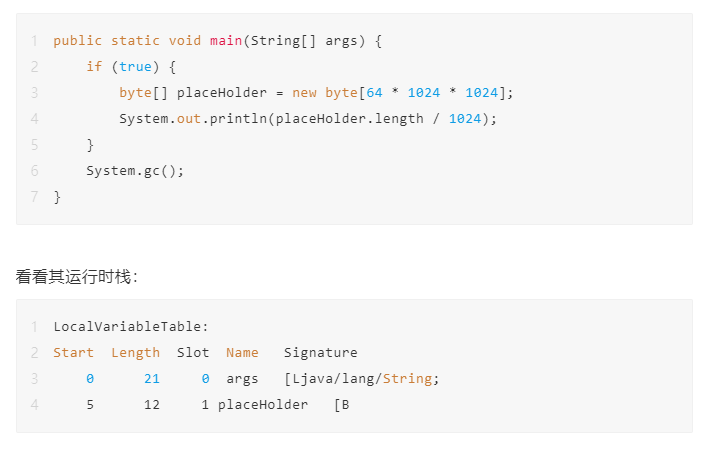 1 public static void main(String[] args) {
2     if (true) {
3         byte[] placeHolder = new byte[64 * 1024 * 1024];
4         System.out.println(placeHolder.length / 1024);
5     }
6     System.gc();
7 }
看看其运行时栈：
1 LocalVariableTable:
2 Start  Length  Slot  Name   Signature
3     0      21     0  args   [Ljava/lang/String;
4     5      12     1 placeHolder   [B